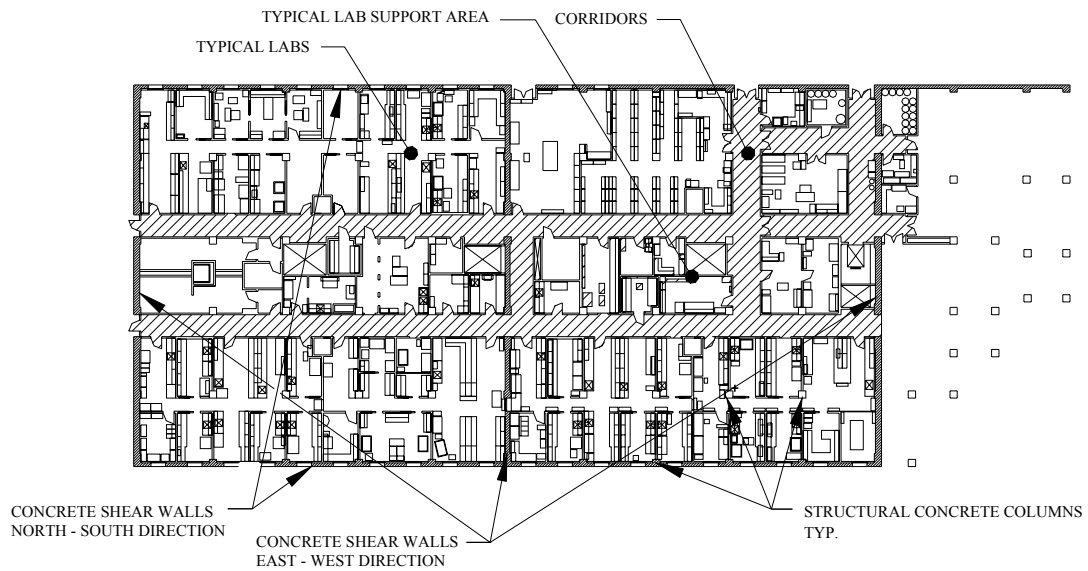 TYPICAL LAB SUPPORT AREA
CORRIDORS
TYPICAL LABS
CONCRETE SHEAR WALLS
NORTH - SOUTH DIRECTION
CONCRETE SHEAR WALLS
EAST - WEST DIRECTION
STRUCTURAL CONCRETE COLUMNS
TYP.